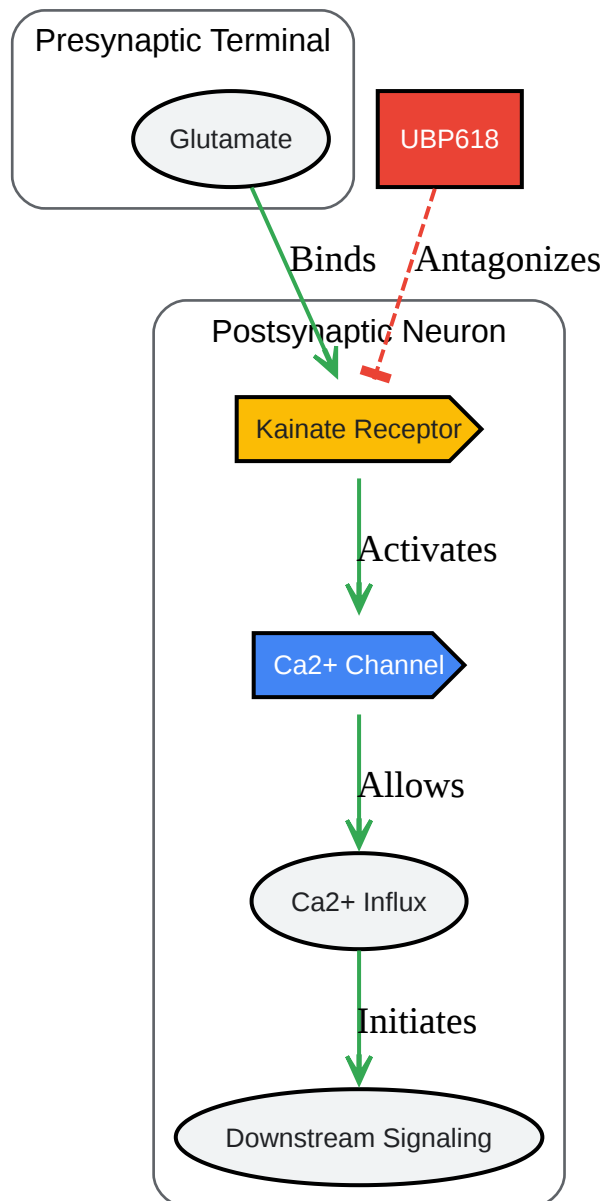 Presynaptic Terminal
Glutamate
UBP618
Binds
Antagonizes
Postsynaptic Neuron
Kainate Receptor
Activates
Ca2+ Channel
Allows
Ca2+ Influx
Initiates
Downstream Signaling